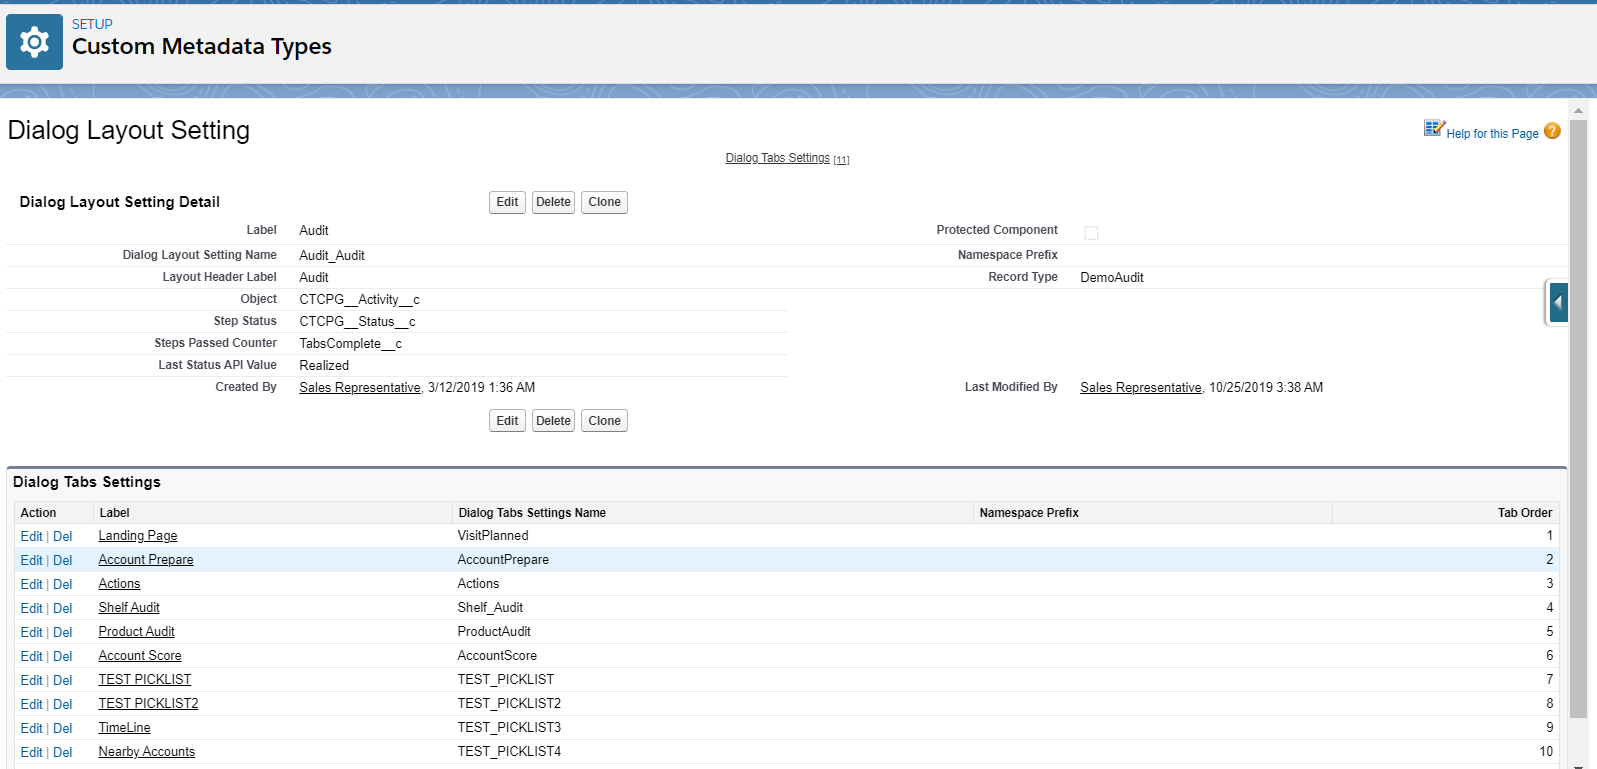 SETUP
Custom Metadata Types
Dialog Layout Setting
Help for this Page ?
Dialog Tabs Settings [11]
Dialog Layout Setting Detail Edit Delete Clone
Label Audit Protected Component
Dialog Layout Setting Name Audit_Audit Namespace Prefix
Layout Header Label Audit Record Type DemoAudit
Object CTCPG__Activity__c
Step Status CTCPG__Status__c
Steps Passed Counter TabsComplete__c
Last Status API Value Realized
Created By Sales Representative, 3/12/2019 1:36 AM Last Modified By Sales Representative, 10/25/2019 3:38 AM
Edit Delete Clone
Dialog Tabs Settings
Action Label Dialog Tabs Settings Name Namespace Prefix Tab Order
Edit | Del Landing Page VisitPlanned 1
Edit | Del Account Prepare AccountPrepare 2
Edit | Del Actions Actions 3
Edit | Del Shelf Audit Shelf_Audit 4
Edit | Del Product Audit ProductAudit 5
Edit | Del Account Score AccountScore 6
Edit | Del TEST PICKLIST TEST_PICKLIST 7
Edit | Del TEST PICKLIST2 TEST_PICKLIST2 8
Edit | Del TimeLine TEST_PICKLIST3 9
Edit | Del Nearby Accounts TEST_PICKLIST4 10